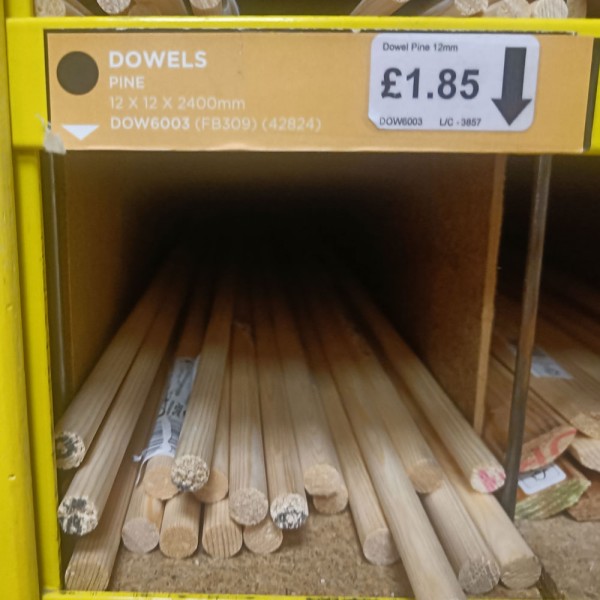 DOWELS
PINE
12 X 12 X 2400mm
DOW6003 (FB309) (42824)
Dowel Pine 12mm
£1.85
DOW6003 L/C - 3857